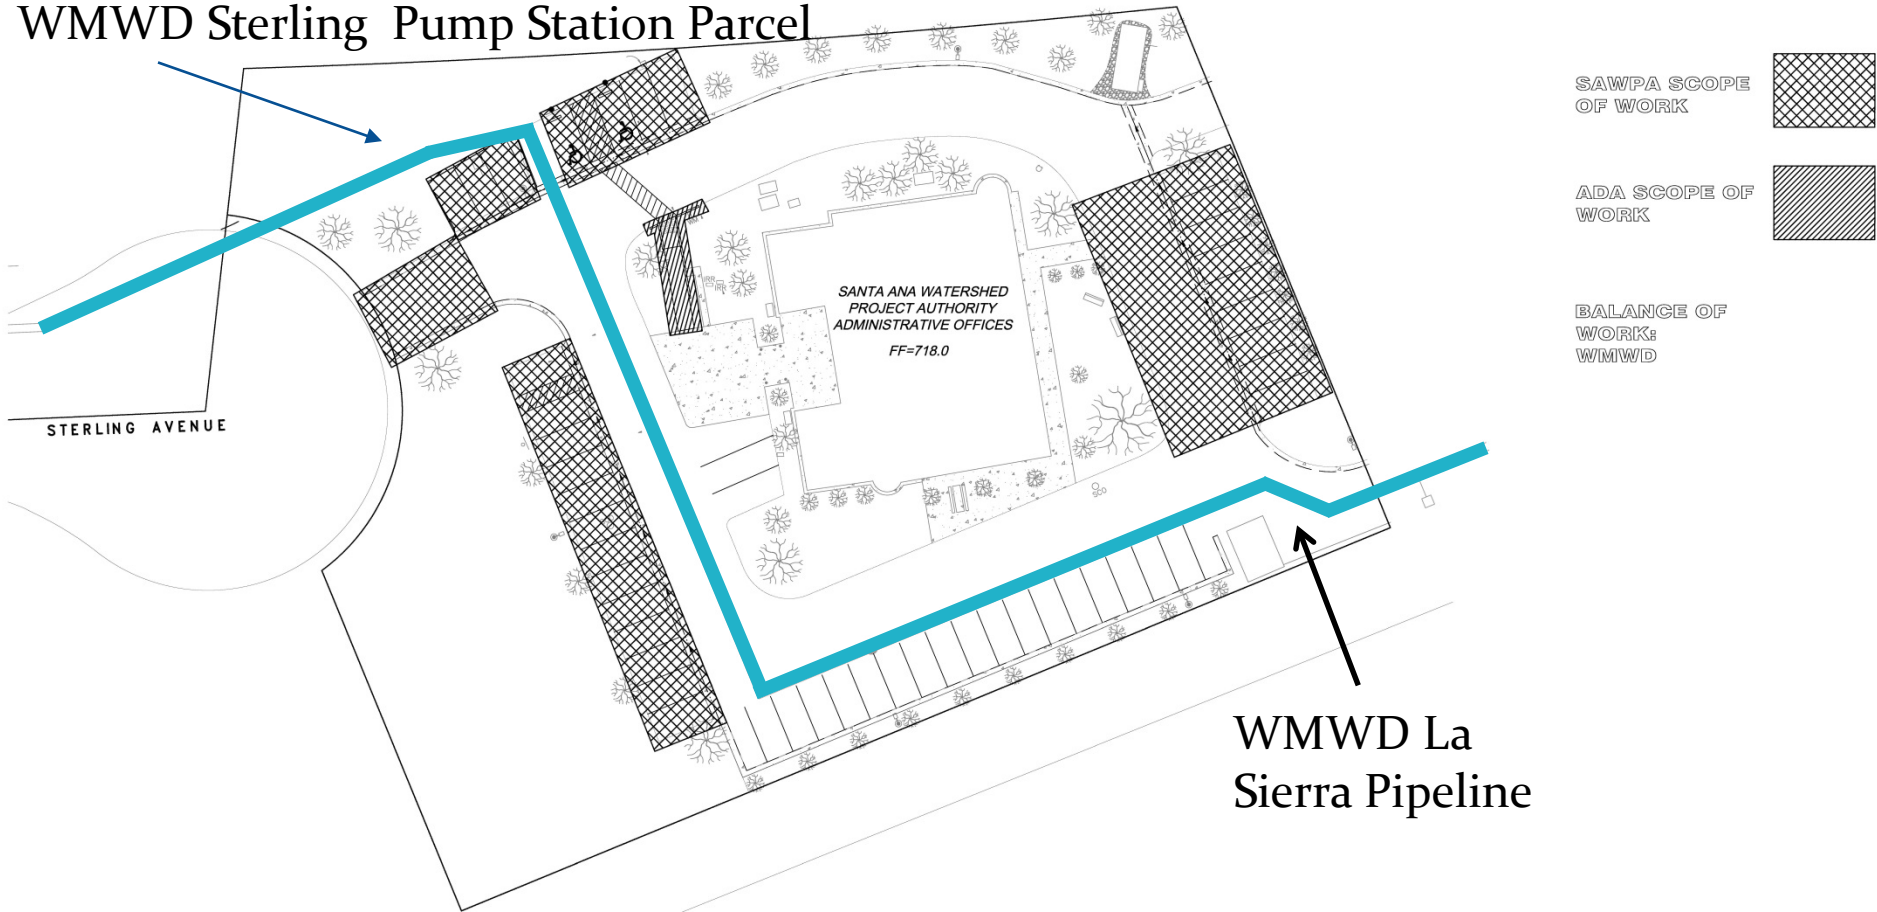 WMWD Sterling  Pump Station Parcel
SAWPA SCOPE
OF WORK
ADA SCOPE OF
WORK
BALANCE OF
WORK:
WMWD
SANTA ANA WATERSHED
PROJECT AUTHORITY
ADMINISTRATIVE OFFICES
FF=718.0
STERLING AVENUE
WMWD La
Sierra Pipeline